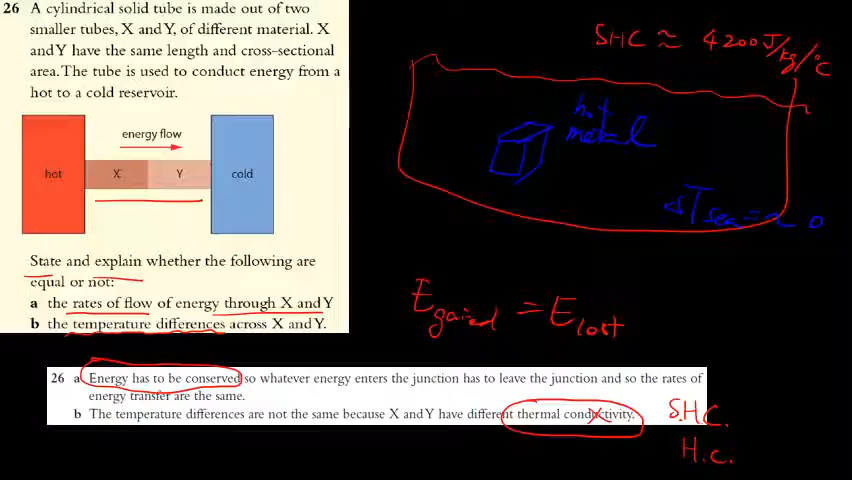 26 A cylindrical solid tube is made out of two
smaller tubes, X and Y, of different material. X
and Y have the same length and cross-sectional
area. The tube is used to conduct energy from a
hot to a cold reservoir.
energy flow
hot
X
Y
cold
State and explain whether the following are
equal or not:
a the rates of flow of energy through X and Y
b the temperature differences across X and Y.
SHC ≈ 4200 J/kg/°C
hot
metal
ΔT sea = ~ 0
E gained = E lost
26 a Energy has to be conserved so whatever energy enters the junction has to leave the junction and so the rates of
energy transfer are the same.
b The temperature differences are not the same because X and Y have different thermal conductivity.
S.H.C.
H.C.